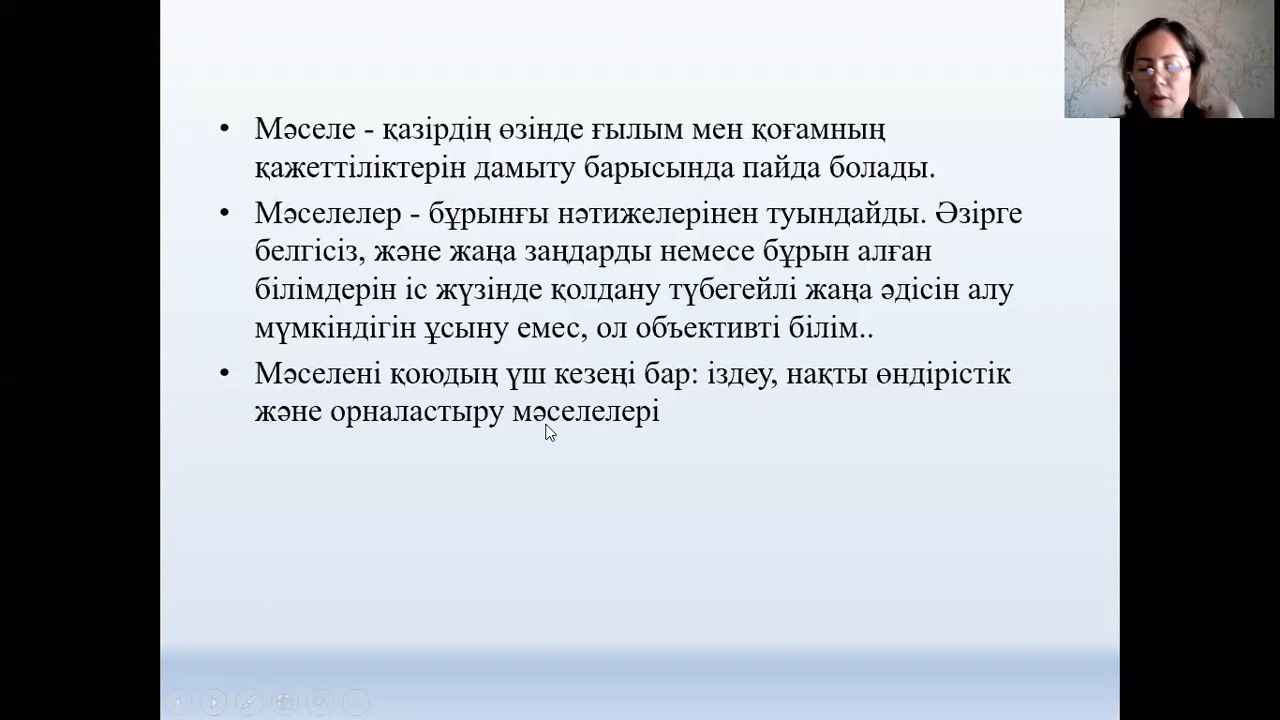 • Мәселе - қазірдің өзінде ғылым мен қоғамның
қажеттіліктерін дамыту барысында пайда болады.
• Мәселелер - бұрынғы нәтижелерінен туындайды. Әзірге
белгісіз, және жаңа заңдарды немесе бұрын алған
білімдерін іс жүзінде қолдану түбегейлі жаңа әдісін алу
мүмкіндігін ұсыну емес, ол объективті білім..
• Мәселені қоюдың үш кезеңі бар: іздеу, нақты өндірістік
және орналастыру мәселелері